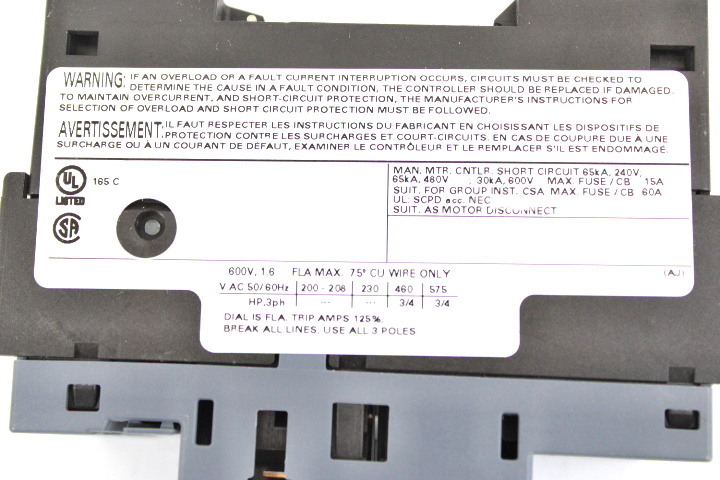 WARNING: IF AN OVERLOAD OR A FAULT CURRENT INTERRUPTION OCCURS, CIRCUITS MUST BE CHECKED TO
DETERMINE THE CAUSE IN A FAULT CONDITION, THE CONTROLLER SHOULD BE REPLACED IF DAMAGED.
TO MAINTAIN OVERCURRENT, AND SHORT-CIRCUIT PROTECTION, THE MANUFACTURER'S INSTRUCTIONS FOR
SELECTION OF OVERLOAD AND SHORT CIRCUIT PROTECTION MUST BE FOLLOWED.
AVERTISSEMENT: IL FAUT RESPECTER LES INSTRUCTIONS DU FABRICANT EN CHOISISSANT LES DISPOSITIFS DE
PROTECTION CONTRE LES SURCHARGES ET COURT-CIRCUITS. EN CAS DE COUPURE DUE À UNE
SURCHARGE OU À UN COURANT DE DÉFAUT, EXAMINER LE CONTRÔLEUR ET LE REMPLACER S'IL EST ENDOMMAGÉ.
UL
LISTED
165 C
SA
MAN. MTR. CNTLR. SHORT CIRCUIT 65kA, 240V;
65kA, 480V , 30kA, 600V MAX. FUSE / CB 15A
SUIT. FOR GROUP INST. CSA MAX. FUSE / CB 60A
UL: SCPD acc. NEC
SUIT. AS MOTOR DISCONNECT
600V, 1.6 FLA MAX. 75° CU WIRE ONLY
(AJ)
V AC 50/60Hz 200 - 208 230 460 575
HP,3ph --- --- 3/4 3/4
DIAL IS FLA. TRIP AMPS 125%.
BREAK ALL LINES. USE ALL 3 POLES